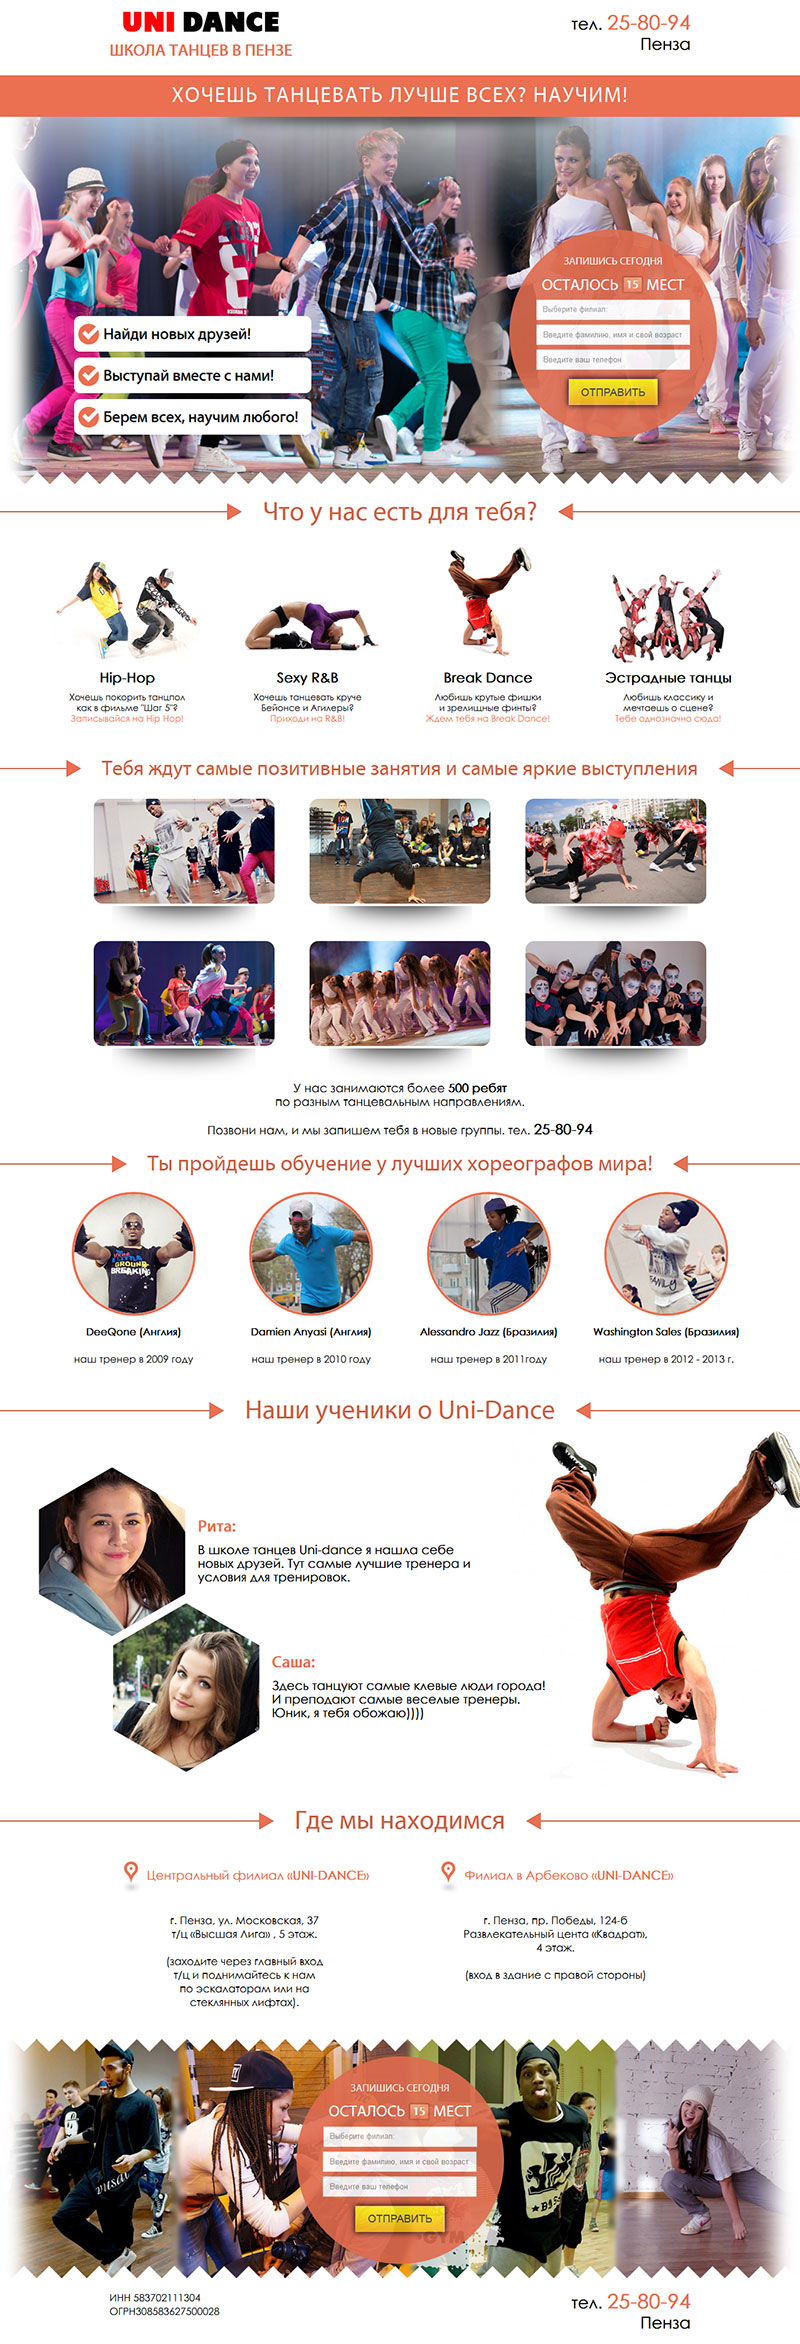 UNI DANCE
ШКОЛА ТАНЦЕВ В ПЕНЗЕ
тел. 25-80-94
Пенза
ХОЧЕШЬ ТАНЦЕВАТЬ ЛУЧШЕ ВСЕХ? НАУЧИМ!
Найди новых друзей!
Выступай вместе с нами!
Берем всех, научим любого!
ЗАПИШИСЬ СЕГОДНЯ
ОСТАЛОСЬ 15 МЕСТ
Выберите филиал:
Введите фамилию, имя и свой возраст
Введите ваш телефон
ОТПРАВИТЬ
Что у нас есть для тебя?
Hip-Hop
Хочешь покорить танцпол
как в фильме "Шаг 5"?
Записывайся на Hip Hop!
Sexy R&B
Хочешь танцевать круче
Бейонсе и Агилеры?
Приходи на R&B!
Break Dance
Любишь крутые фишки
и зрелищные финты?
Ждем тебя на Break Dance!
Эстрадные танцы
Любишь классику и
мечтаешь о сцене?
Тебе однозначно сюда!
Тебя ждут самые позитивные занятия и самые яркие выступления
У нас занимаются более 500 ребят
по разным танцевальным направлениям.
Позвони нам, и мы запишем тебя в новые группы. тел. 25-80-94
Ты пройдешь обучение у лучших хореографов мира!
DeeQone (Англия)
наш тренер в 2009 году
Damien Anyasi (Англия)
наш тренер в 2010 году
Alessandro Jazz (Бразилия)
наш тренер в 2011году
Washington Sales (Бразилия)
наш тренер в 2012 - 2013 г.
Наши ученики о Uni-Dance
Рита:
В школе танцев Uni-dance я нашла себе
новых друзей. Тут самые лучшие тренера и
условия для тренировок.
Саша:
Здесь танцуют самые клевые люди города!
И преподают самые веселые тренеры.
Юник, я тебя обожаю))))
Где мы находимся
Центральный филиал «UNI-DANCE»
г. Пенза, ул. Московская, 37
т/ц «Высшая Лига» , 5 этаж.
(заходите через главный вход
т/ц и поднимайтесь к нам
по эскалаторам или на
стеклянных лифтах).
Филиал в Арбеково «UNI-DANCE»
г. Пенза, пр. Победы, 124-б
Развлекательный цента «Квадрат»,
4 этаж.
(вход в здание с правой стороны)
ЗАПИШИСЬ СЕГОДНЯ
ОСТАЛОСЬ 15 МЕСТ
Выберите филиал:
Введите фамилию, имя и свой возраст
Введите ваш телефон
ОТПРАВИТЬ
GYM
ИНН 583702111304
ОГРН308583627500028
тел. 25-80-94
Пенза